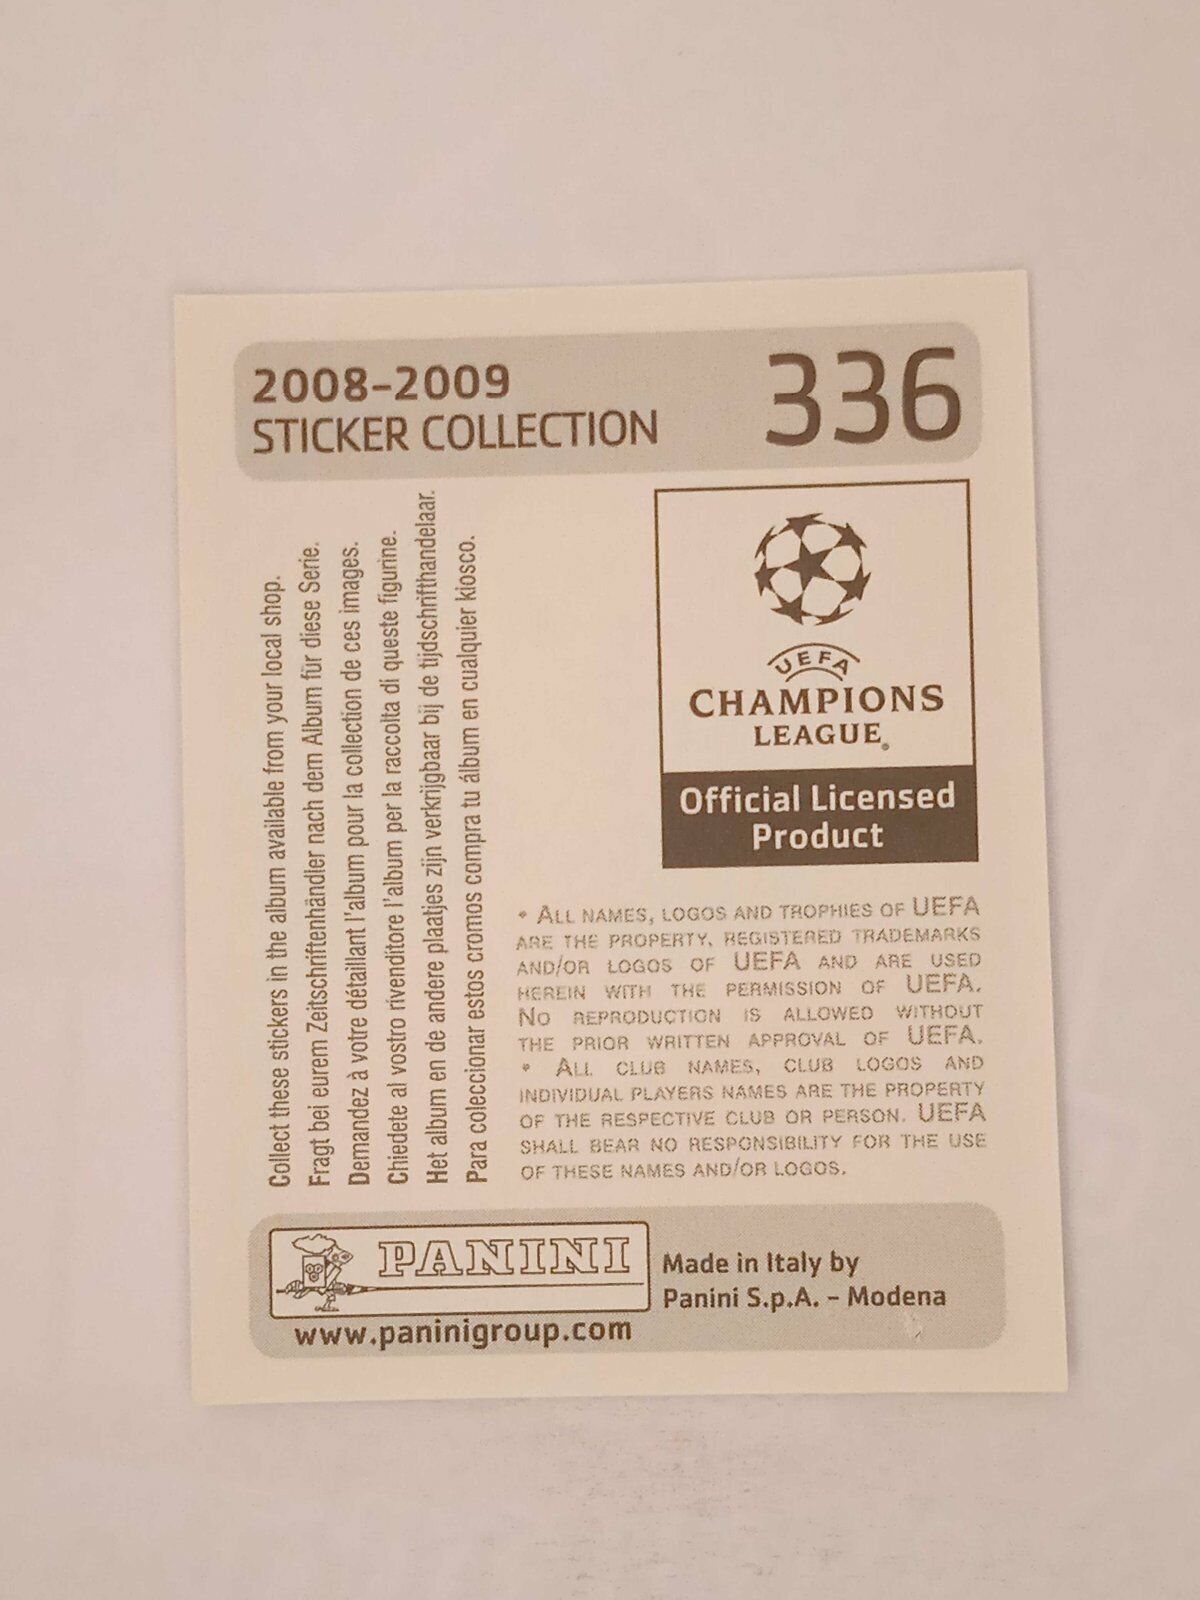 2008-2009
STICKER COLLECTION
336
Collect these stickers in the album available from your local shop.
Fragt bei eurem Zeitschriftenhändler nach dem Album für diese Serie.
Demandez à votre détaillant l'album pour la collection de ces images.
Chiedete al vostro rivenditore l'album per la raccolta di queste figurine.
Het album en de andere plaatjes zijn verkrijgbaar bij de tijdschrifthandelaar.
Para coleccionar estos cromos compra tu álbum en cualquier kiosco.
UEFA
CHAMPIONS
LEAGUE®
Official Licensed
Product
• ALL NAMES, LOGOS AND TROPHIES OF UEFA
ARE THE PROPERTY, REGISTERED TRADEMARKS
AND/OR LOGOS OF UEFA AND ARE USED
HEREIN WITH THE PERMISSION OF UEFA.
NO REPRODUCTION IS ALLOWED WITHOUT
THE PRIOR WRITTEN APPROVAL OF UEFA.
• ALL CLUB NAMES, CLUB LOGOS AND
INDIVIDUAL PLAYERS NAMES ARE THE PROPERTY
OF THE RESPECTIVE CLUB OR PERSON. UEFA
SHALL BEAR NO RESPONSIBILITY FOR THE USE
OF THESE NAMES AND/OR LOGOS.
PANINI
www.paninigroup.com
Made in Italy by
Panini S.p.A. - Modena